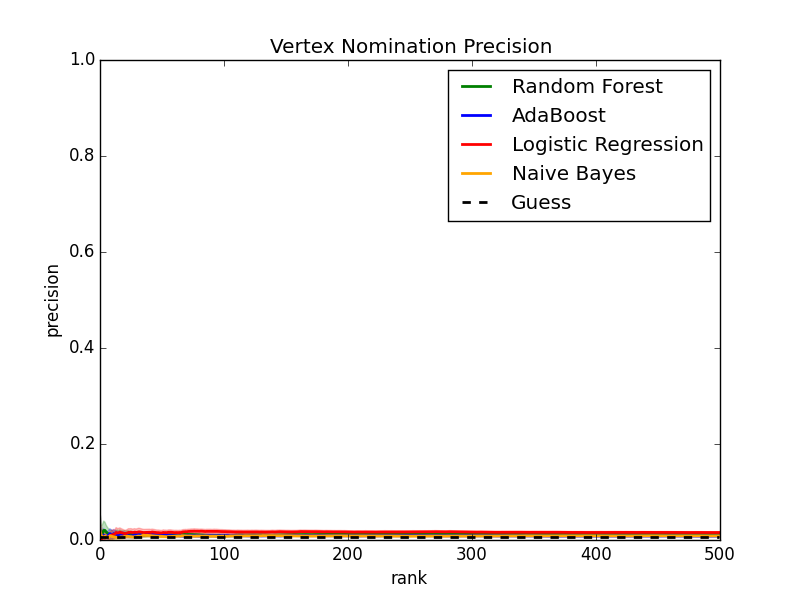 Vertex Nomination Precision
1.0
0.8
0.6
0.4
0.2
0.0
precision
Random Forest
AdaBoost
Logistic Regression
Naive Bayes
Guess
0 100 200 300 400 500
rank